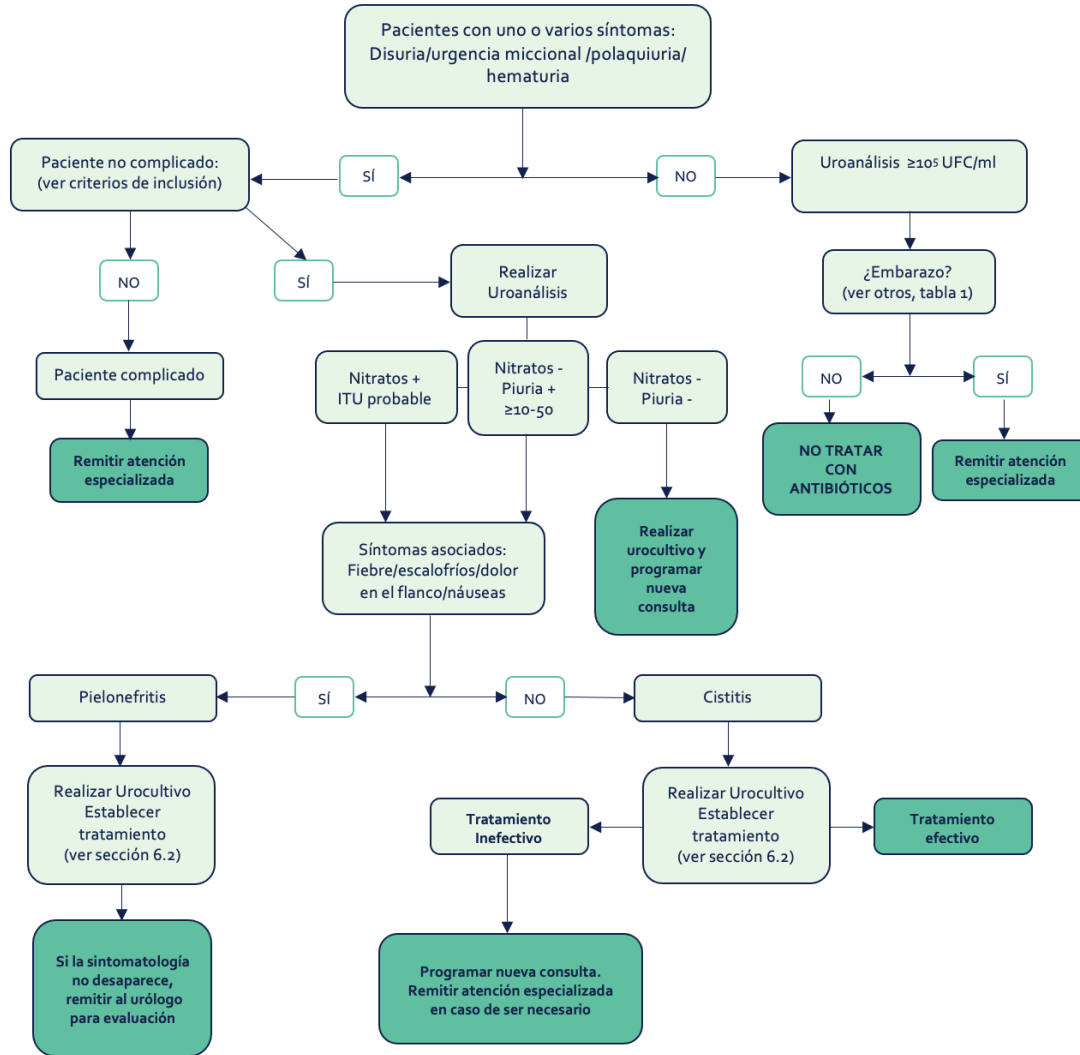 Pacientes con uno o varios síntomas:
Disuria/urgencia miccional /polaquiuria/
hematuria
Paciente no complicado:
(ver criterios de inclusión)
SÍ
NO
Uroanálisis ≥10⁵ UFC/ml
NO
SÍ
Realizar
Uroanálisis
¿Embarazo?
(ver otros, tabla 1)
Paciente complicado
Nitratos +
ITU probable
Nitratos -
Piuria +
≥10-50
Nitratos -
Piuria -
NO
SÍ
Remitir atención
especializada
NO TRATAR
CON
ANTIBIÓTICOS
Remitir atención
especializada
Síntomas asociados:
Fiebre/escalofríos/dolor
en el flanco/náuseas
Realizar
urocultivo y
programar
nueva
consulta
Pielonefritis
SÍ
NO
Cistitis
Realizar Urocultivo
Establecer
tratamiento
(ver sección 6.2)
Tratamiento
Inefectivo
Realizar Urocultivo
Establecer
tratamiento
(ver sección 6.2)
Tratamiento
efectivo
Si la sintomatología
no desaparece,
remitir al urólogo
para evaluación
Programar nueva consulta.
Remitir atención especializada
en caso de ser necesario